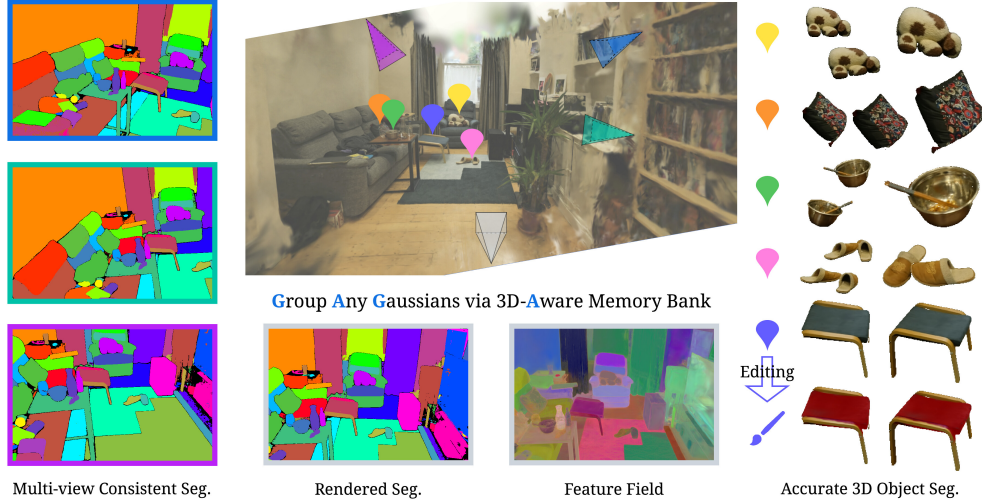 Group Any Gaussians via 3D-Aware Memory Bank
Editing
Multi-view Consistent Seg.
Rendered Seg.
Feature Field
Accurate 3D Object Seg.